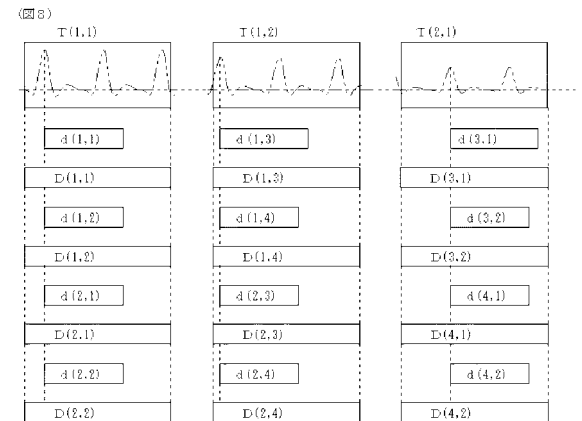 (図8)
T(1,1) T(1,2) T(2,1)
d(1,1) d(1,3) d(3,1)
D(1,1) D(1,3) D(3,1)
d(1,2) d(1,4) d(3,2)
D(1,2) D(1,4) D(3,2)
d(2,1) d(2,3) d(4,1)
D(2,1) D(2,3) D(4,1)
d(2,2) d(2,4) d(4,2)
D(2,2) D(2,4) D(4,2)